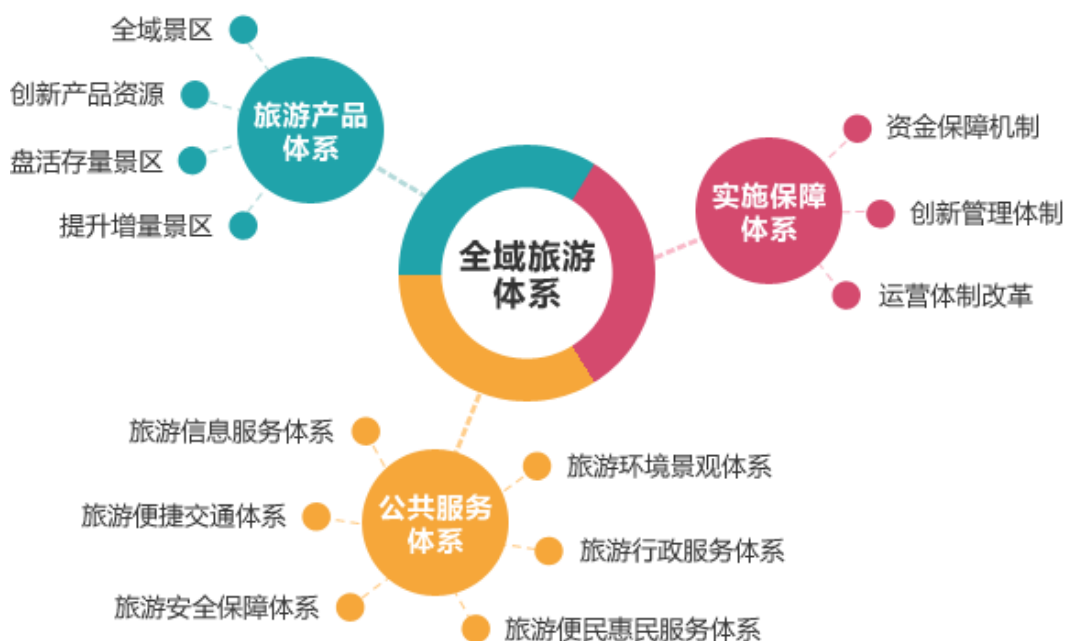 全域景区
创新产品资源
盘活存量景区
提升增量景区
旅游产品
体系
全域旅游
体系
实施保障
体系
资金保障机制
创新管理体制
运营体制改革
公共服务
体系
旅游信息服务体系
旅游便捷交通体系
旅游安全保障体系
旅游环境景观体系
旅游行政服务体系
旅游便民惠民服务体系